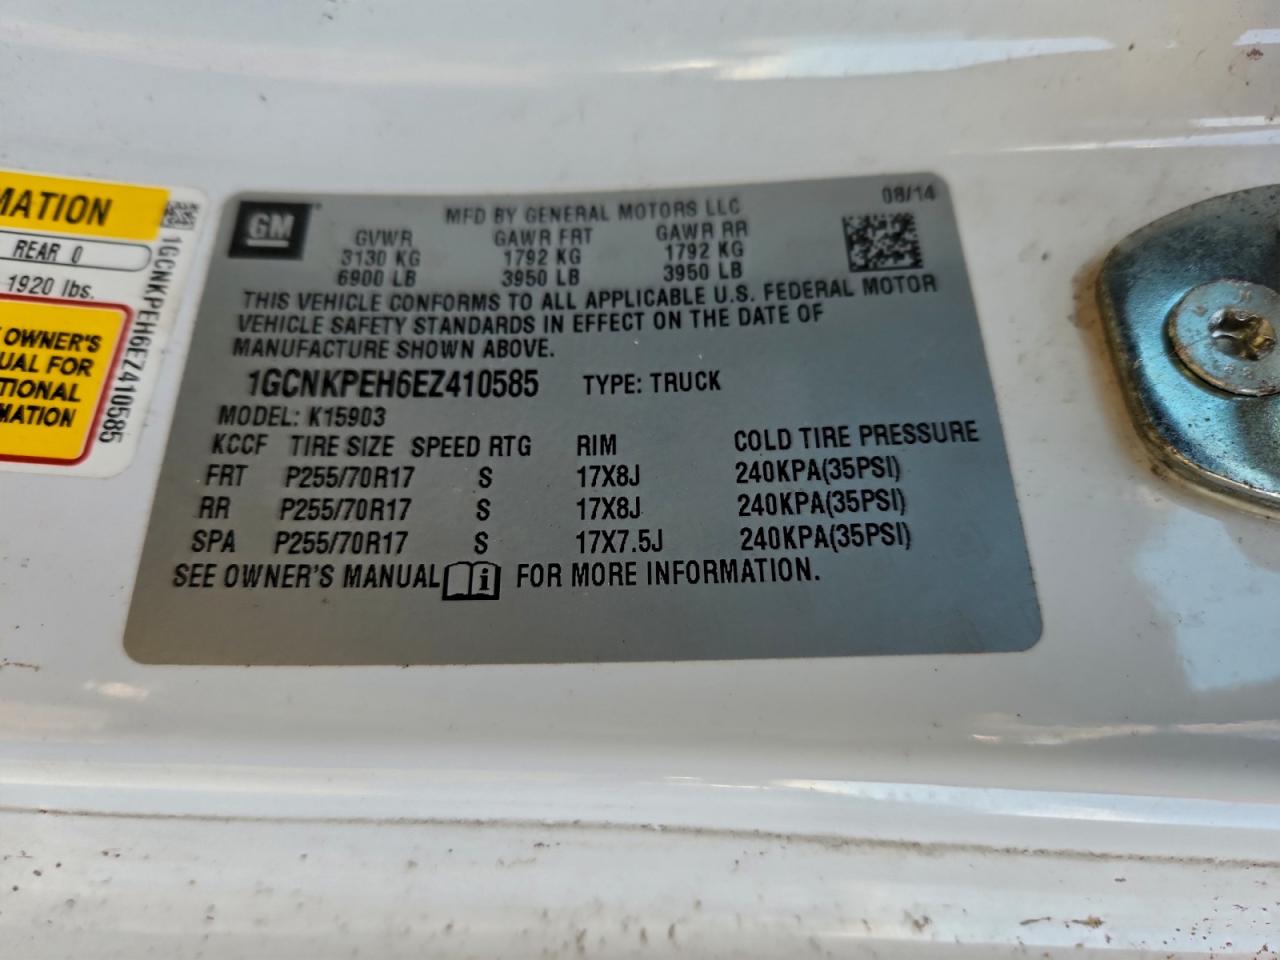 MATION
REAR 0
1920 lbs.
OWNER'S
UAL FOR
TIONAL
MATION
1GCNKPEH6EZ410585
GM
MFD BY GENERAL MOTORS LLC
08/14
GVWR GAWR FRT GAWR RR
3130 KG 1792 KG 1792 KG
6900 LB 3950 LB 3950 LB
THIS VEHICLE CONFORMS TO ALL APPLICABLE U.S. FEDERAL MOTOR
VEHICLE SAFETY STANDARDS IN EFFECT ON THE DATE OF
MANUFACTURE SHOWN ABOVE.
1GCNKPEH6EZ410585 TYPE: TRUCK
MODEL: K15903
KCCF TIRE SIZE SPEED RTG RIM COLD TIRE PRESSURE
FRT P255/70R17 S 17X8J 240KPA(35PSI)
RR P255/70R17 S 17X8J 240KPA(35PSI)
SPA P255/70R17 S 17X7.5J 240KPA(35PSI)
SEE OWNER'S MANUAL i FOR MORE INFORMATION.